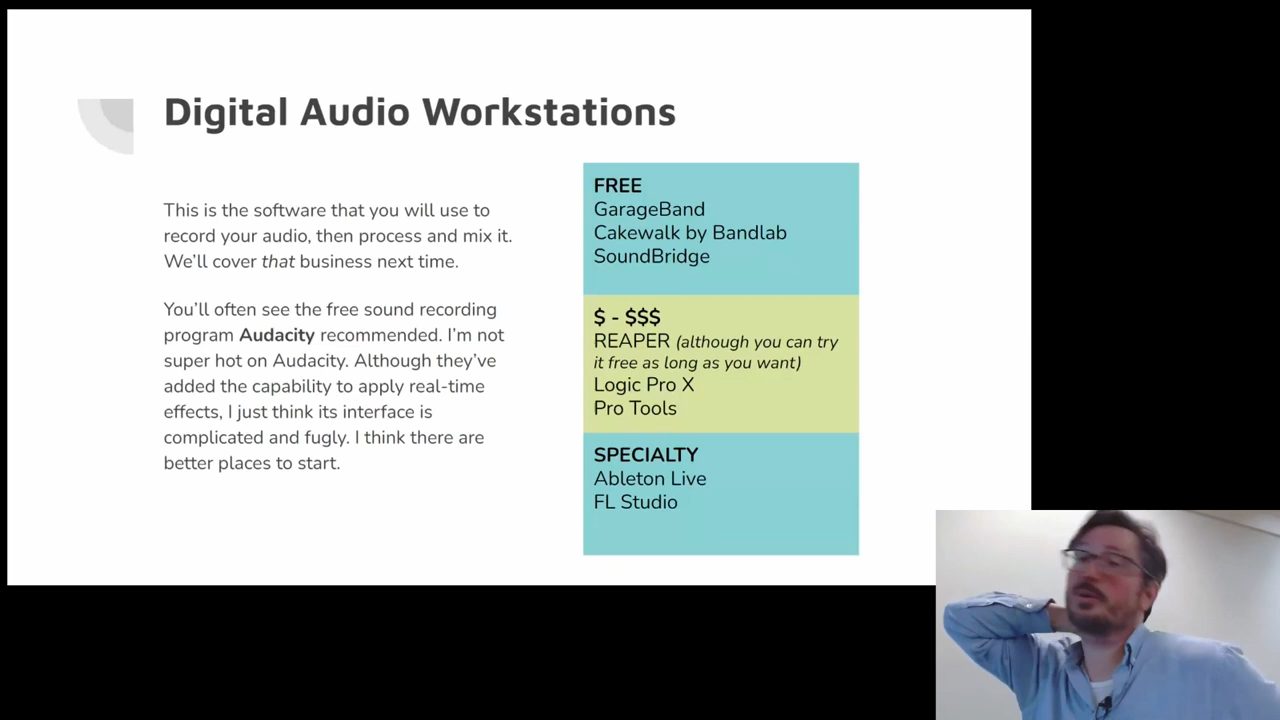 Digital Audio Workstations
This is the software that you will use to
record your audio, then process and mix it.
We'll cover that business next time.
You'll often see the free sound recording
program Audacity recommended. I'm not
super hot on Audacity. Although they've
added the capability to apply real-time
effects, I just think its interface is
complicated and fugly. I think there are
better places to start.
FREE
GarageBand
Cakewalk by Bandlab
SoundBridge
$ - $$$
REAPER (although you can try
it free as long as you want)
Logic Pro X
Pro Tools
SPECIALTY
Ableton Live
FL Studio